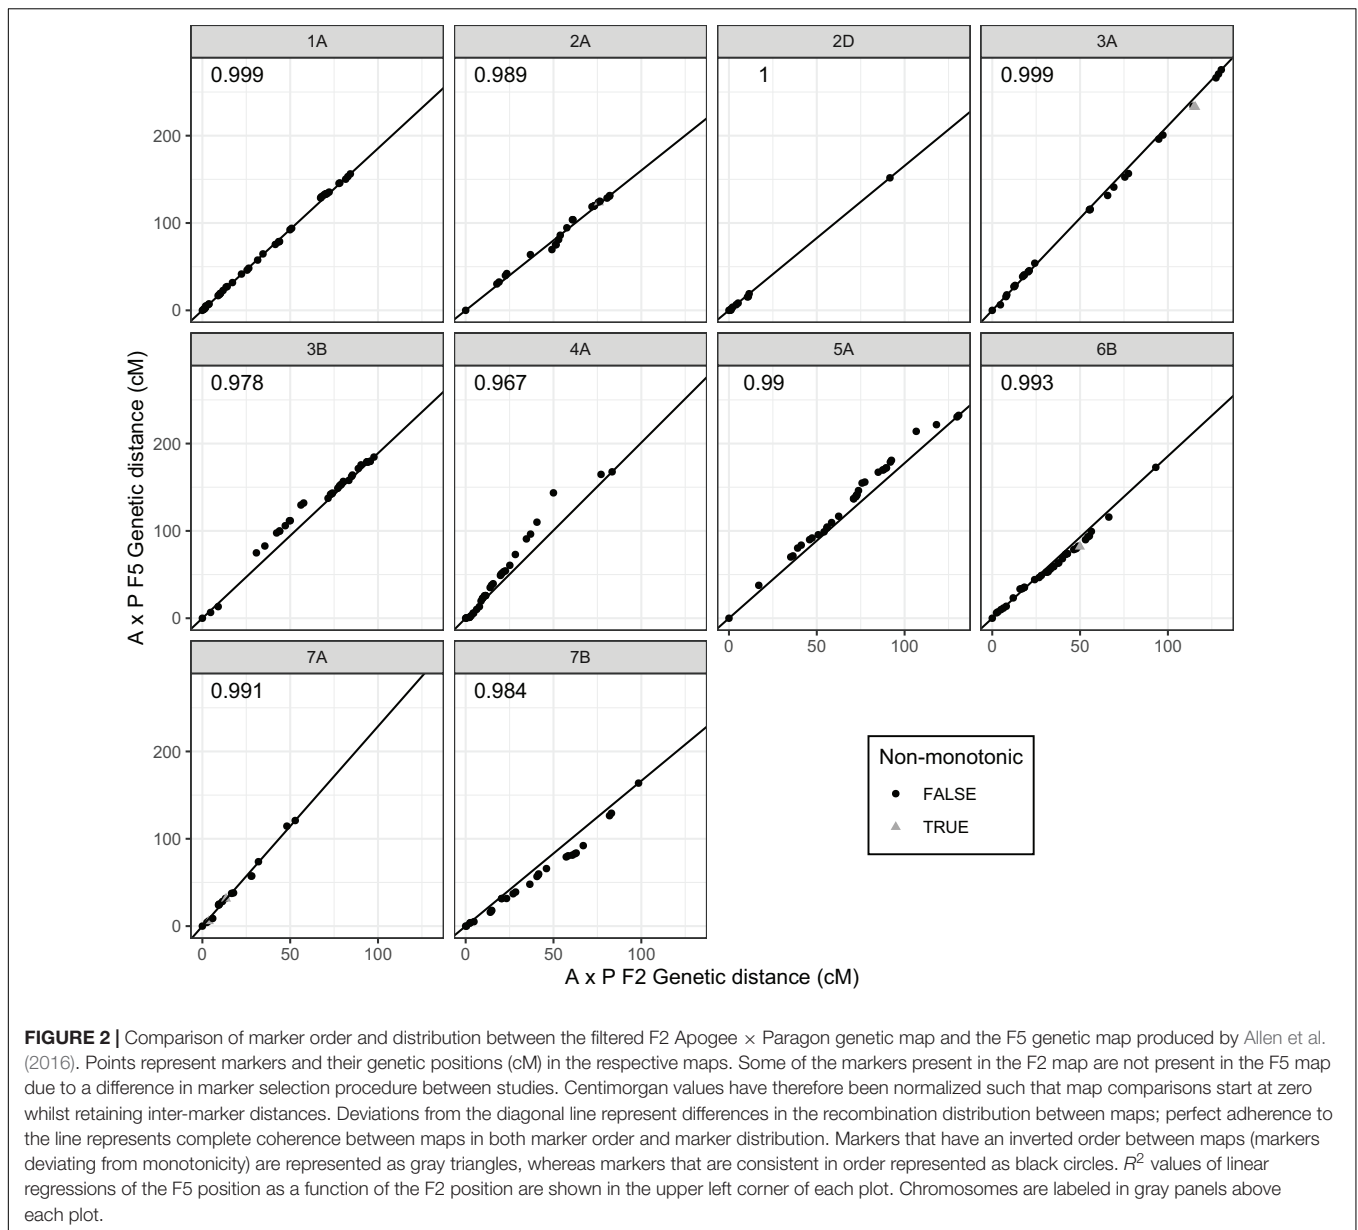 1A 2A 2D 3A
0.999 0.989 1 0.999
200
100
0
3B 4A 5A 6B
0.978 0.967 0.99 0.993
200
100
0
0 50 100 0 50 100
7A 7B
0.991 0.984
200
100
0
0 50 100 0 50 100
A x P F5 Genetic distance (cM)
A x P F2 Genetic distance (cM)
Non-monotonic
FALSE
TRUE
FIGURE 2 | Comparison of marker order and distribution between the filtered F2 Apogee × Paragon genetic map and the F5 genetic map produced by Allen et al.
(2016). Points represent markers and their genetic positions (cM) in the respective maps. Some of the markers present in the F2 map are not present in the F5 map
due to a difference in marker selection procedure between studies. Centimorgan values have therefore been normalized such that map comparisons start at zero
whilst retaining inter-marker distances. Deviations from the diagonal line represent differences in the recombination distribution between maps; perfect adherence to
the line represents complete coherence between maps in both marker order and marker distribution. Markers that have an inverted order between maps (markers
deviating from monotonicity) are represented as gray triangles, whereas markers that are consistent in order represented as black circles. R² values of linear
regressions of the F5 position as a function of the F2 position are shown in the upper left corner of each plot. Chromosomes are labeled in gray panels above
each plot.